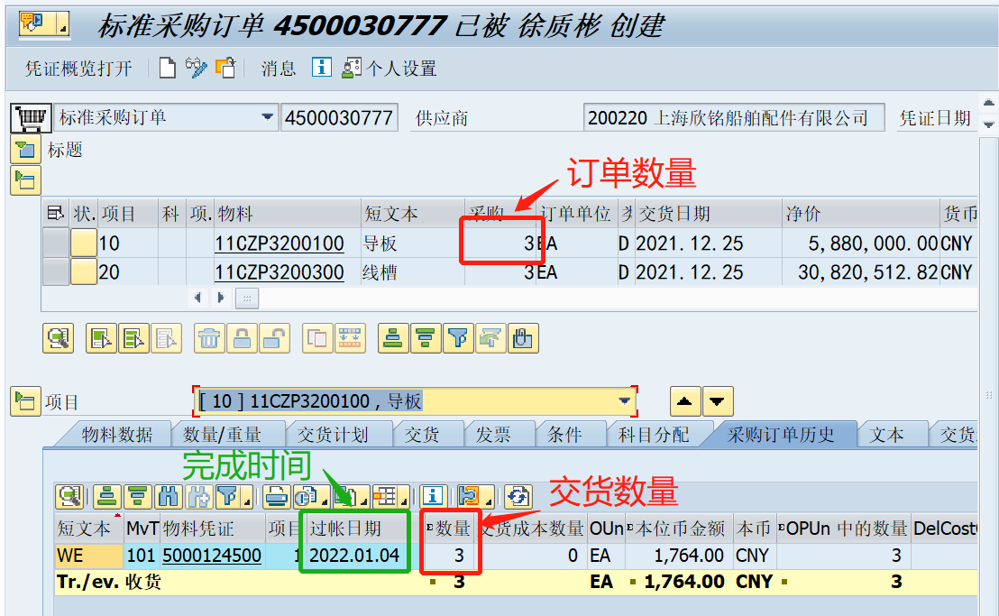 标准采购订单 4500030777 已被 徐质彬 创建
凭证概览打开 消息 个人设置
标准采购订单 4500030777 供应商 200220 上海欣铭船舶配件有限公司 凭证日期
标题
订单数量
状. 项目 科 项. 物料 短文本 采购 订单单位 交货日期 净价 货币
10 11CZP3200100 导板 3 EA D 2021.12.25 5,880,000.00 CNY
20 11CZP3200300 线槽 3 EA D 2021.12.25 30,820,512.82 CNY
项目 [ 10 ] 11CZP3200100 , 导板
物料数据 数量/重量 交货计划 交货 发票 条件 科目分配 采购订单历史 文本 交货
完成时间
交货数量
短文本 MvT 物料凭证 项目 过帐日期 数量 交货成本数量 OUn 本位币金额 本币 OPUn 中的数量 DelCost
WE 101 5000124500 1 2022.01.04 3 0 EA 1,764.00 CNY 3
Tr./ev. 收货 3 EA 1,764.00 CNY 3